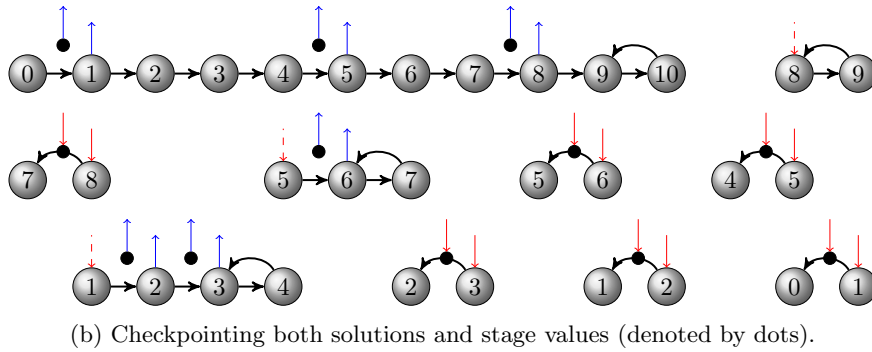 0 1 2 3 4 5 6 7 8 9 10 8 9
7 8 5 6 7 5 6 4 5
1 2 3 4 2 3 1 2 0 1
(b) Checkpointing both solutions and stage values (denoted by dots).